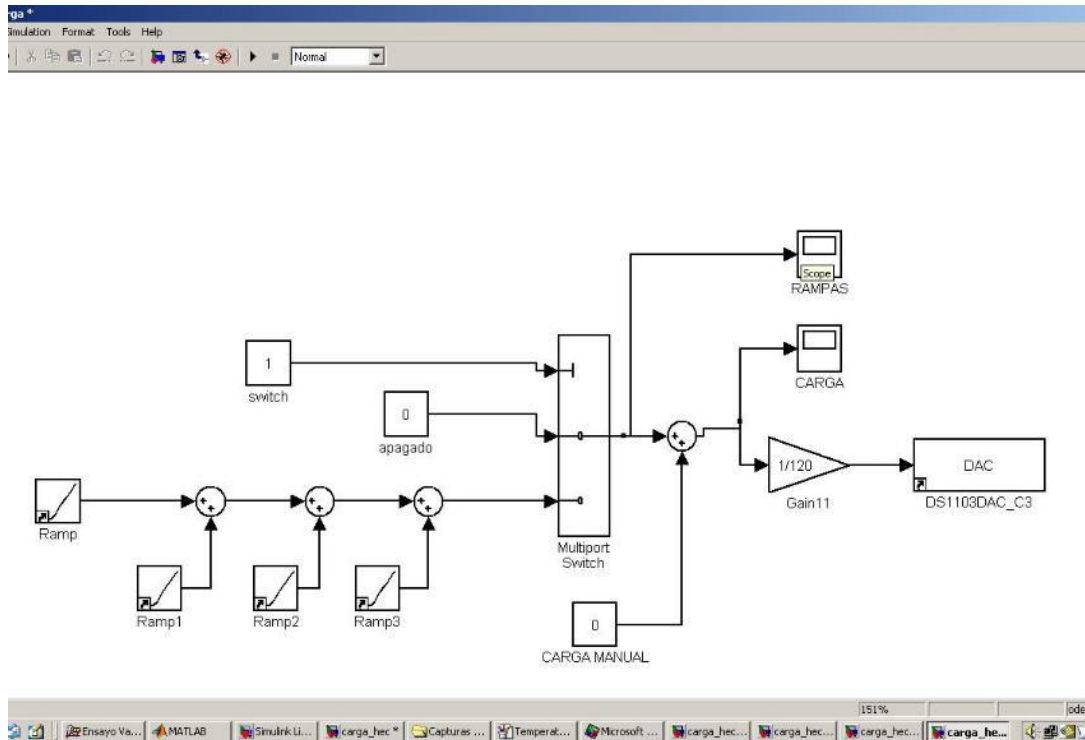 rga *
Simulation Format Tools Help
Normal
Scope
RAMPAS
CARGA
1
switch
0
apagado
1/120
Gain11
DAC
DS1103DAC_C3
Ramp
Ramp1
Ramp2
Ramp3
Multiport
Switch
0
CARGA MANUAL
151%
ode
Ensayo Va...
MATLAB
Simulink Li...
carga_hec *
Capturas ...
Temperat...
Microsoft ...
carga_hec...
carga_hec...
carga_hec...
carga_he...